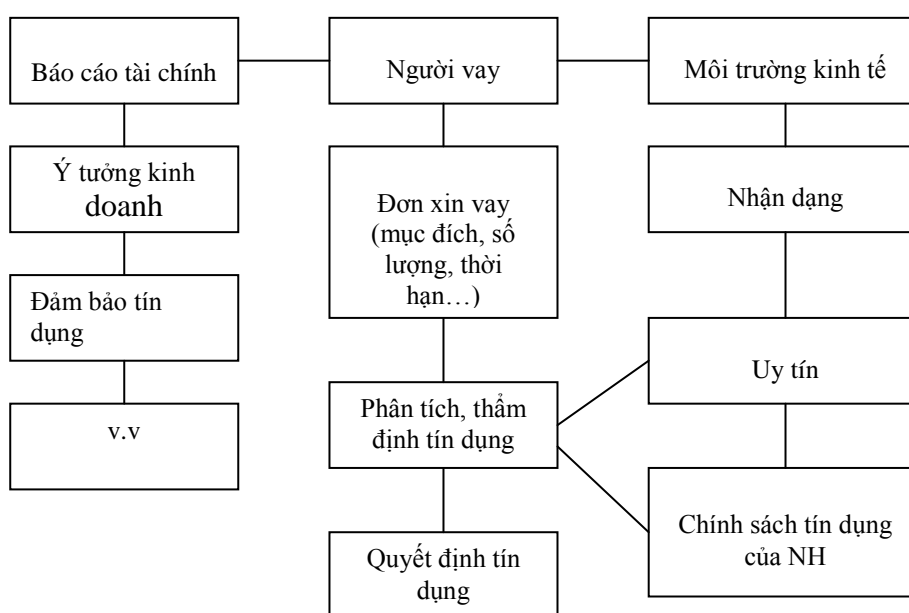 Báo cáo tài chính
Người vay
Môi trường kinh tế
Ý tưởng kinh
doanh
Đơn xin vay
(mục đích, số
lượng, thời
hạn…)
Nhận dạng
Đảm bảo tín
dụng
Uy tín
v.v
Phân tích, thẩm
định tín dụng
Chính sách tín dụng
của NH
Quyết định tín
dụng